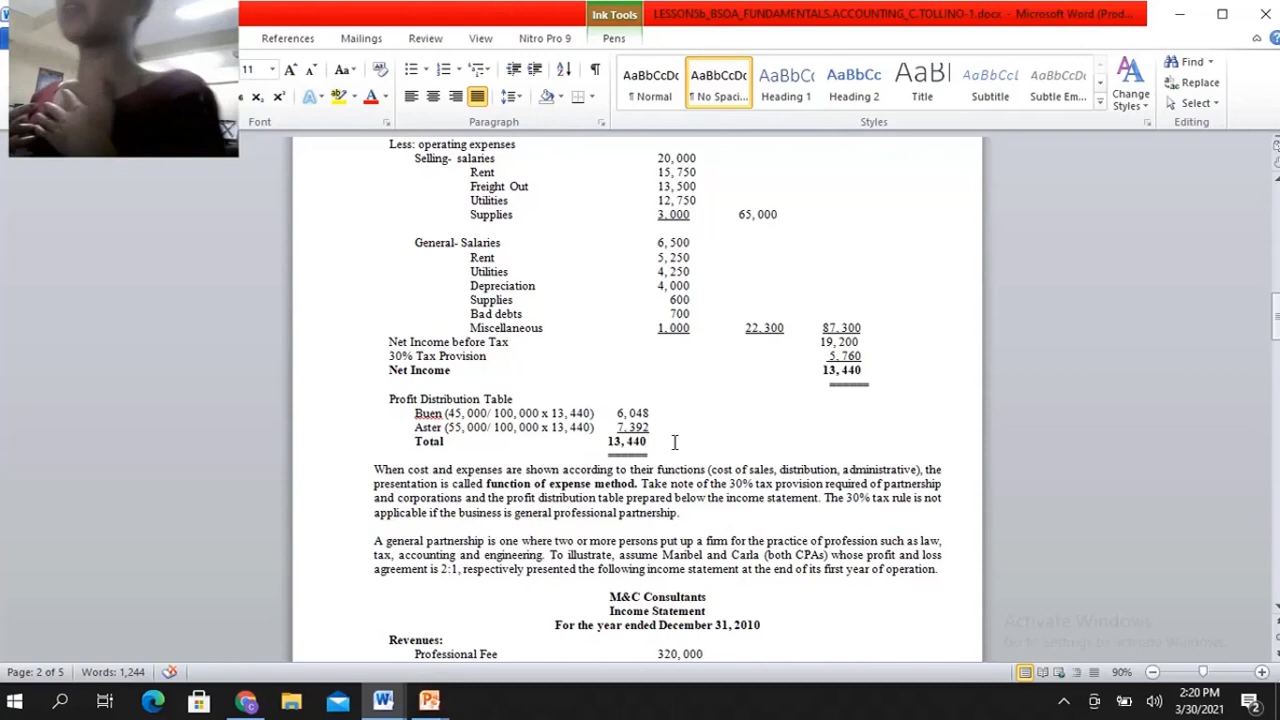 Ink Tools
LESSON5b_BSOA_FUNDAMENTALS.ACCOUNTING_C.TOLLINO-1.docx - Microsoft Word (Prod...
References Mailings Review View Nitro Pro 9 Pens
11
AaBbCcDc AaBbCcDc AaBbCcI AaBbCc AaBl AaBbCcI AaBbCcDc
¶ Normal ¶ No Spaci... Heading 1 Heading 2 Title Subtitle Subtle Em...
Change
Styles
Find
Replace
Select
Font Paragraph Styles Editing
Less: operating expenses
Selling- salaries 20, 000
Rent 15, 750
Freight Out 13, 500
Utilities 12, 750
Supplies 3, 000 65, 000
General- Salaries 6, 500
Rent 5, 250
Utilities 4, 250
Depreciation 4, 000
Supplies 600
Bad debts 700
Miscellaneous 1, 000 22, 300 87, 300
Net Income before Tax 19, 200
30% Tax Provision 5, 760
Net Income 13, 440
Profit Distribution Table
Buen (45, 000/ 100, 000 x 13, 440) 6, 048
Aster (55, 000/ 100, 000 x 13, 440) 7, 392
Total 13, 440
When cost and expenses are shown according to their functions (cost of sales, distribution, administrative), the
presentation is called function of expense method. Take note of the 30% tax provision required of partnership
and corporations and the profit distribution table prepared below the income statement. The 30% tax rule is not
applicable if the business is general professional partnership.
A general partnership is one where two or more persons put up a firm for the practice of profession such as law,
tax, accounting and engineering. To illustrate, assume Maribel and Carla (both CPAs) whose profit and loss
agreement is 2:1, respectively presented the following income statement at the end of its first year of operation.
M&C Consultants
Income Statement
For the year ended December 31, 2010
Revenues:
Professional Fee 320, 000
Activate Windows
Go to Settings to activate Windows.
Page: 2 of 5 Words: 1,244 90%
2:20 PM
3/30/2021
2